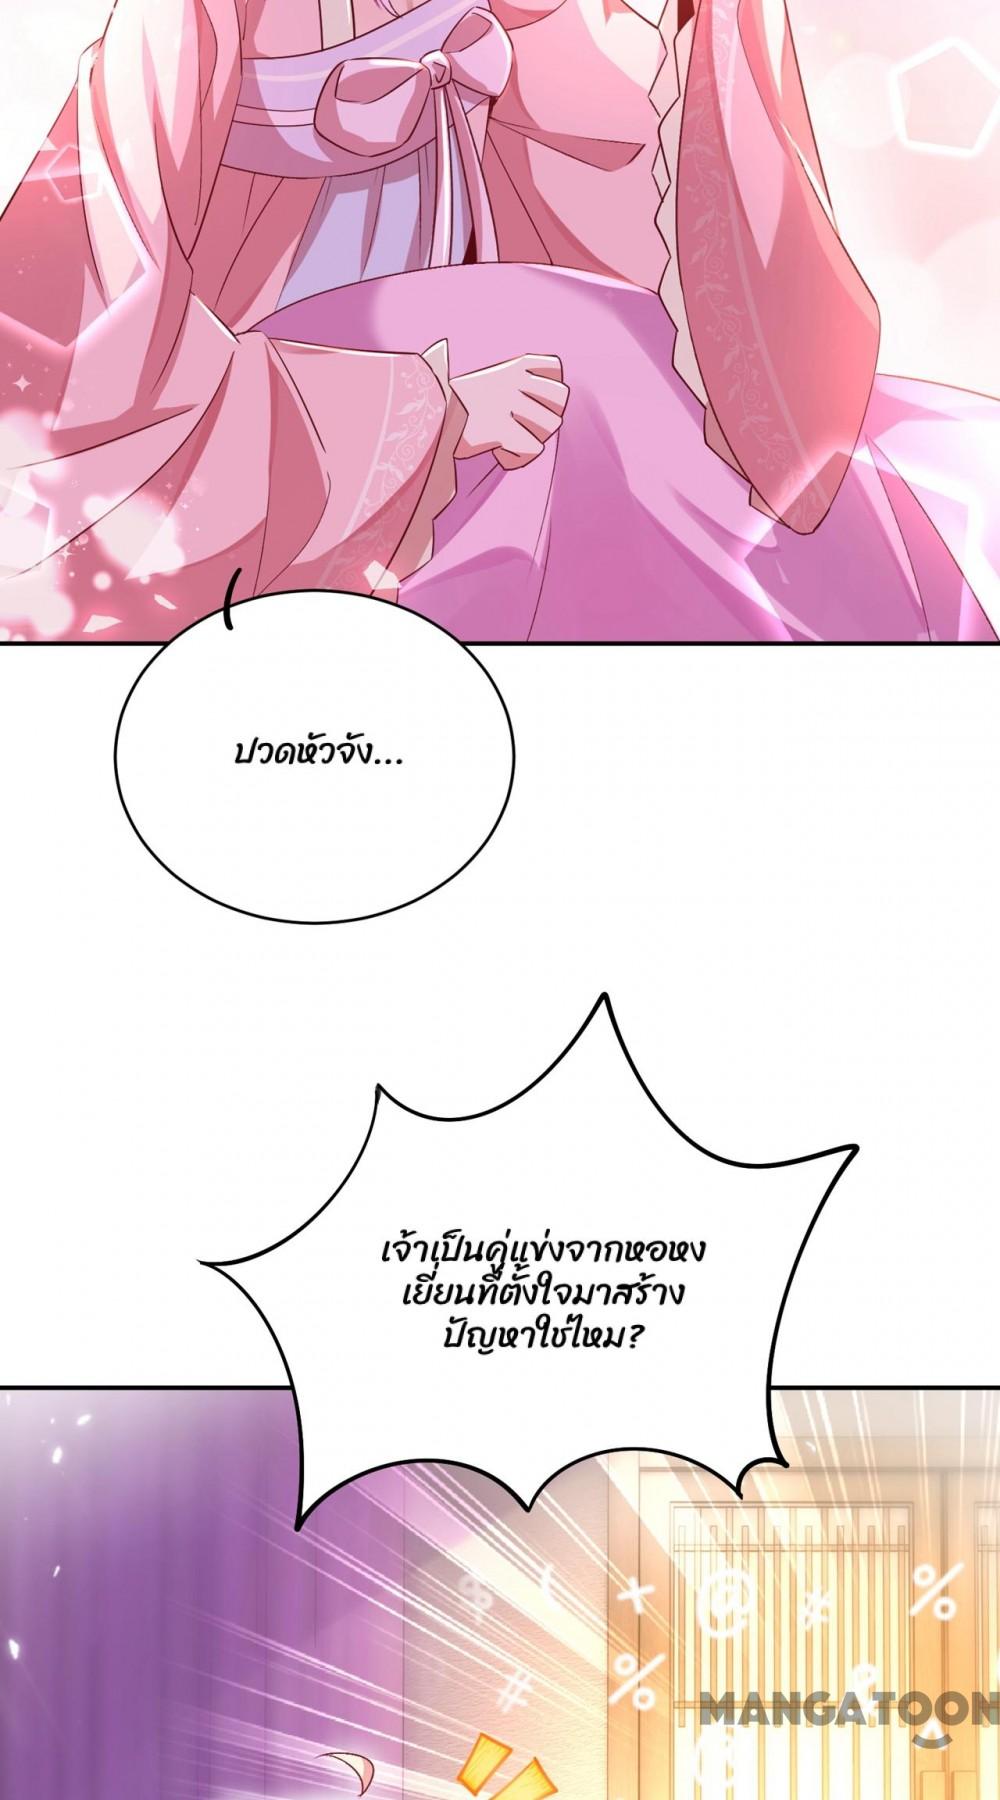 ปวดหัวจัง...
เจ้าเป็นคู่แข่งจากหอหง
เยี่ยนที่ตั้งใจมาสร้าง
ปัญหาใช่ไหม?
$ ( + @ * %
# % &
MANGATOON